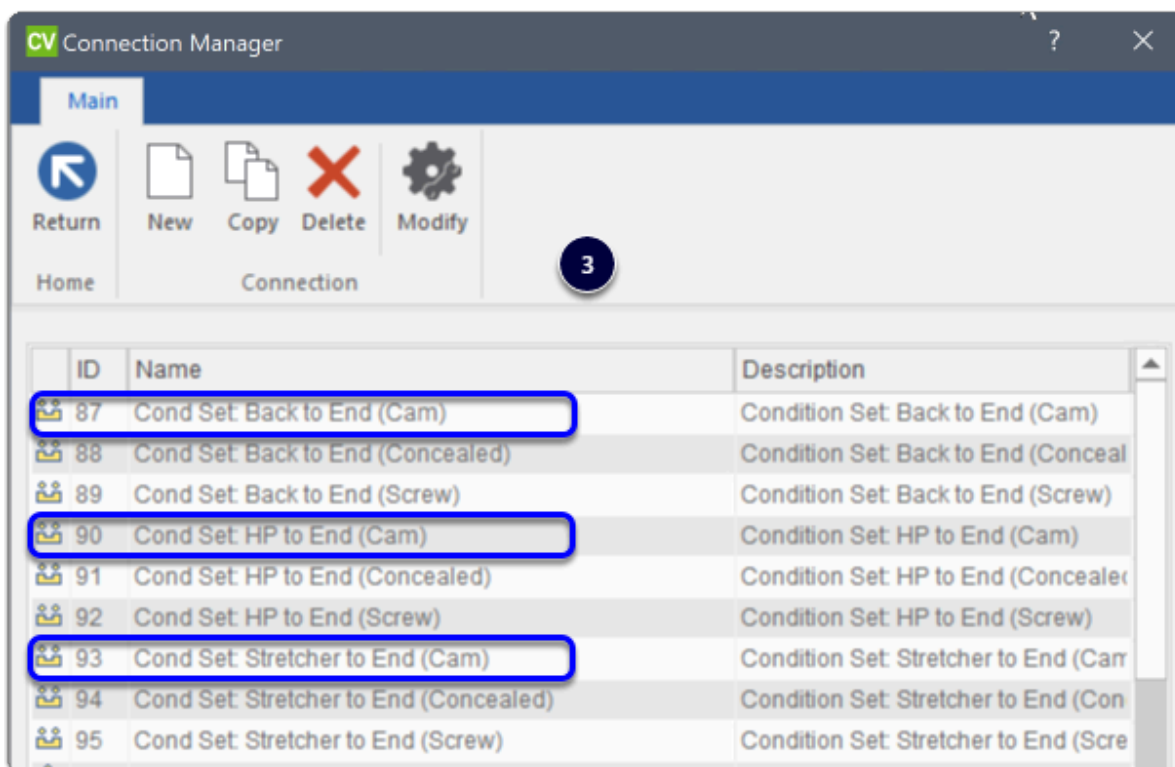 CV Connection Manager ? ×
Main
Return New Copy Delete Modify
Home Connection
3
ID Name Description
87 Cond Set: Back to End (Cam) Condition Set: Back to End (Cam)
88 Cond Set: Back to End (Concealed) Condition Set: Back to End (Conceal
89 Cond Set: Back to End (Screw) Condition Set: Back to End (Screw)
90 Cond Set: HP to End (Cam) Condition Set: HP to End (Cam)
91 Cond Set: HP to End (Concealed) Condition Set: HP to End (Concealed
92 Cond Set: HP to End (Screw) Condition Set: HP to End (Screw)
93 Cond Set: Stretcher to End (Cam) Condition Set: Stretcher to End (Cam
94 Cond Set: Stretcher to End (Concealed) Condition Set: Stretcher to End (Con
95 Cond Set: Stretcher to End (Screw) Condition Set: Stretcher to End (Scre